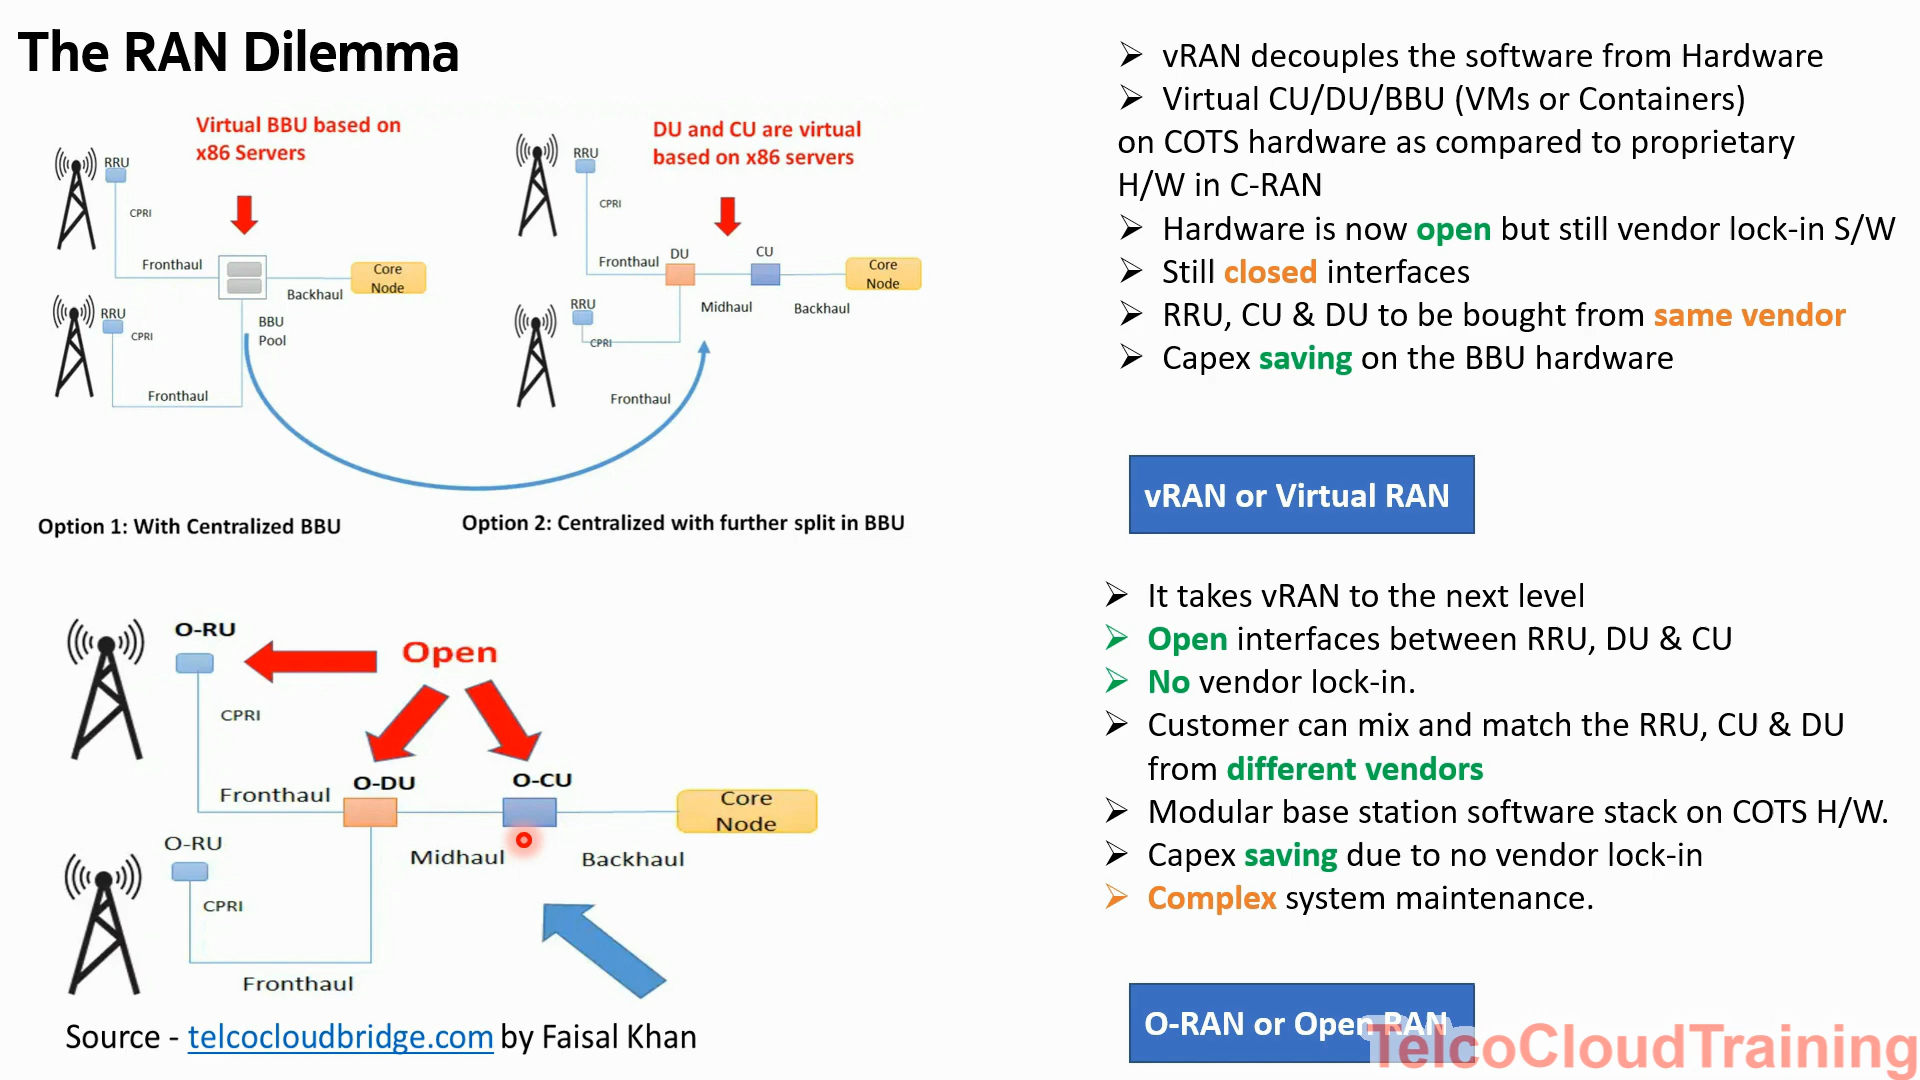 The RAN Dilemma
Virtual BBU based on
x86 Servers
RRU
CPRI
Fronthaul
Backhaul
Core
Node
RRU
CPRI
BBU
Pool
Fronthaul
Option 1: With Centralized BBU
DU and CU are virtual
based on x86 servers
RRU
CPRI
Fronthaul
DU
CU
Core
Node
Midhaul
Backhaul
RRU
CPRI
Fronthaul
Option 2: Centralized with further split in BBU
O-RU
Open
CPRI
Fronthaul
O-DU
O-CU
Core
Node
Midhaul
Backhaul
O-RU
CPRI
Fronthaul
Source - telcocloudbridge.com by Faisal Khan
vRAN decouples the software from Hardware
Virtual CU/DU/BBU (VMs or Containers)
on COTS hardware as compared to proprietary
H/W in C-RAN
Hardware is now open but still vendor lock-in S/W
Still closed interfaces
RRU, CU & DU to be bought from same vendor
Capex saving on the BBU hardware
vRAN or Virtual RAN
It takes vRAN to the next level
Open interfaces between RRU, DU & CU
No vendor lock-in.
Customer can mix and match the RRU, CU & DU
from different vendors
Modular base station software stack on COTS H/W.
Capex saving due to no vendor lock-in
Complex system maintenance.
O-RAN or Open RAN
TelcoCloudTraining